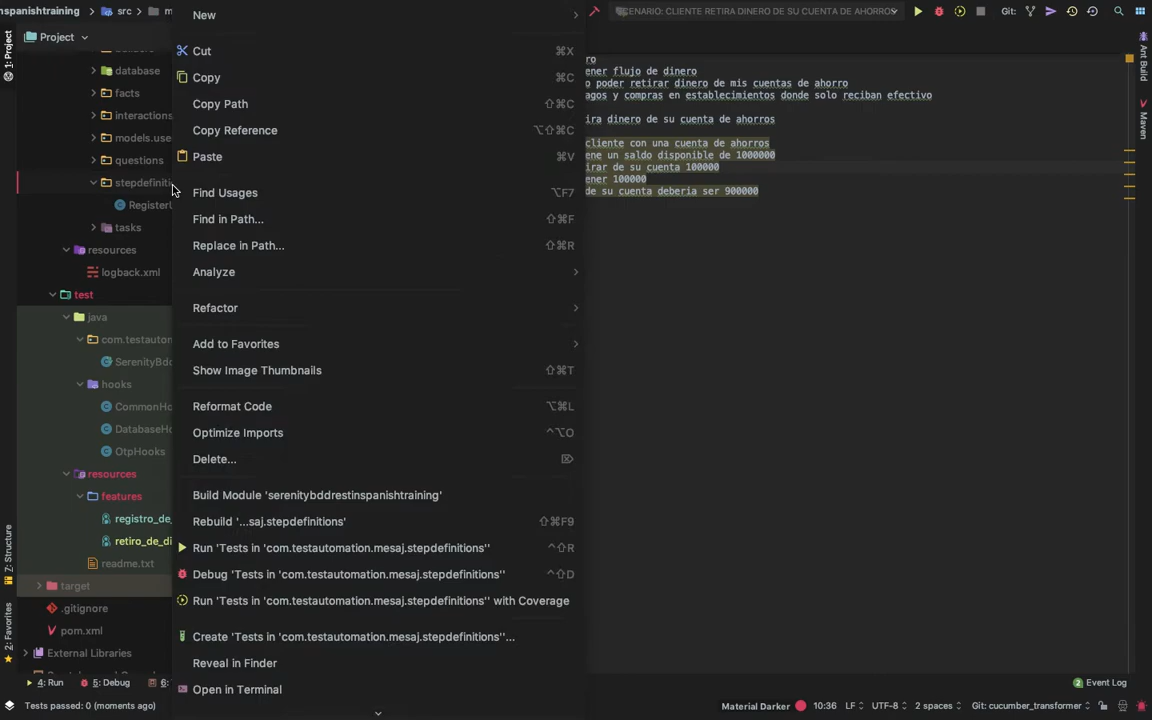 nspanishtraining
src
m
SCENARIO: CLIENTE RETIRA DINERO DE SU CUENTA DE AHORROS
Git:
1: Project
Project
database
facts
interactions
models.use
questions
stepdefiniti
Register
tasks
resources
logback.xml
test
java
com.testautom
SerenityBdd
hooks
CommonHo
DatabaseH
OtpHooks
resources
features
registro_de_
retiro_de_di
readme.txt
target
.gitignore
pom.xml
External Libraries
New
Cut ⌘X
Copy ⌘C
Copy Path ⇧⌘C
Copy Reference ⌥⇧⌘C
Paste ⌘V
Find Usages ⌥F7
Find in Path... ⇧⌘F
Replace in Path... ⇧⌘R
Analyze
Refactor
Add to Favorites
Show Image Thumbnails ⇧⌘T
Reformat Code ⌥⌘L
Optimize Imports ^⌥O
Delete... ⌦
Build Module 'serenitybddrestinspanishtraining'
Rebuild '...saj.stepdefinitions' ⇧⌘F9
Run 'Tests in 'com.testautomation.mesaj.stepdefinitions'' ^⇧R
Debug 'Tests in 'com.testautomation.mesaj.stepdefinitions'' ^⇧D
Run 'Tests in 'com.testautomation.mesaj.stepdefinitions'' with Coverage
Create 'Tests in 'com.testautomation.mesaj.stepdefinitions''...
Reveal in Finder
Open in Terminal
ro
ener flujo de dinero
o poder retirar dinero de mis cuentas de ahorro
agos y compras en establecimientos donde solo reciban efectivo
ira dinero de su cuenta de ahorros
cliente con una cuenta de ahorros
ene un saldo disponible de 1000000
irar de su cuenta 100000
ener 100000
de su cuenta deberia ser 900000
Ant Build
Maven
7: Structure
2: Favorites
4: Run
5: Debug
6:
2 Event Log
Tests passed: 0 (moments ago)
Material Darker
10:36
LF
UTF-8
2 spaces
Git: cucumber_transformer